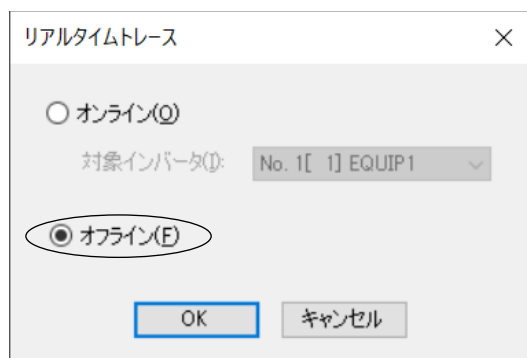 リアルタイムトレース
オンライン(O)
対象インバータ(I): No. 1[ 1] EQUIP1
オフライン(F)
OK キャンセル